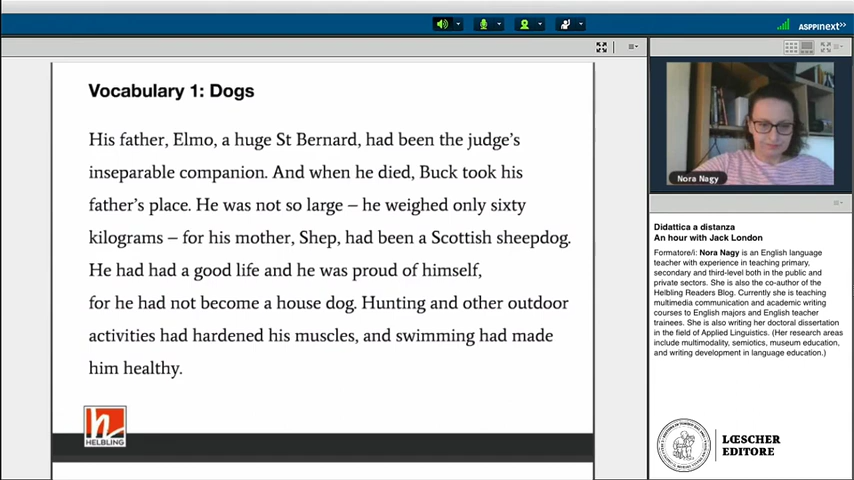 ASPPInext>>
Vocabulary 1: Dogs
His father, Elmo, a huge St Bernard, had been the judge's
inseparable companion. And when he died, Buck took his
father's place. He was not so large – he weighed only sixty
kilograms – for his mother, Shep, had been a Scottish sheepdog.
He had had a good life and he was proud of himself,
for he had not become a house dog. Hunting and other outdoor
activities had hardened his muscles, and swimming had made
him healthy.
h
HELBLING
Nora Nagy
Didattica a distanza
An hour with Jack London
Formatore/i: Nora Nagy is an English language
teacher with experience in teaching primary,
secondary and third-level both in the public and
private sectors. She is also the co-author of the
Helbling Readers Blog. Currently she is teaching
multimedia communication and academic writing
courses to English majors and English teacher
trainees. She is also writing her doctoral dissertation
in the field of Applied Linguistics. (Her research areas
include multimodality, semiotics, museum education,
and writing development in language education.)
LŒSCHER
EDITORE